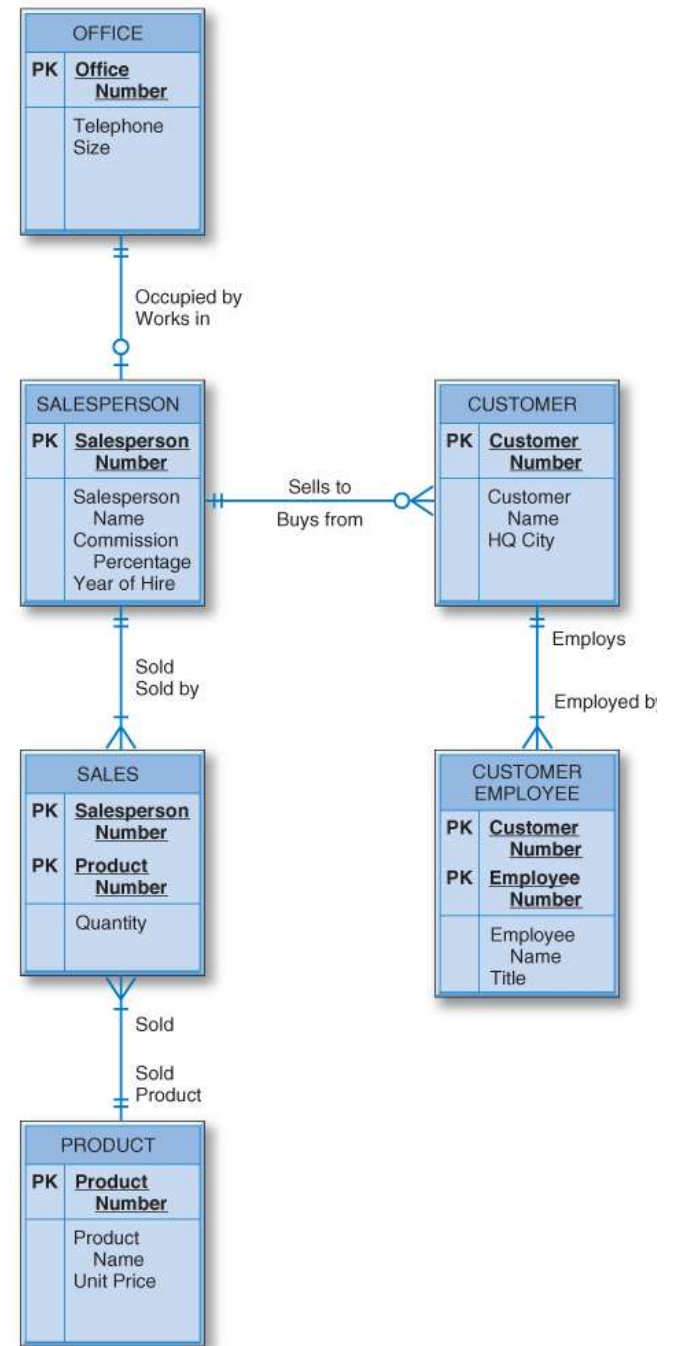 OFFICE
PK Office
Number
Telephone
Size
Occupied by
Works in
SALESPERSON
PK Salesperson
Number
Salesperson
Name
Commission
Percentage
Year of Hire
Sells to
Buys from
CUSTOMER
PK Customer
Number
Customer
Name
HQ City
Sold
Sold by
Employs
Employed by
SALES
PK Salesperson
Number
PK Product
Number
Quantity
CUSTOMER
EMPLOYEE
PK Customer
Number
PK Employee
Number
Employee
Name
Title
Sold
Sold
Product
PRODUCT
PK Product
Number
Product
Name
Unit Price